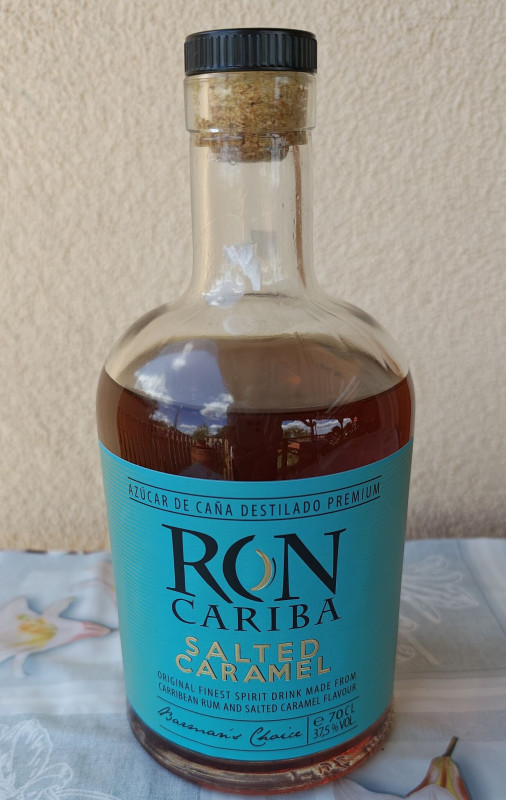 AZÚCAR DE CAÑA DESTILADO PREMIUM
RON
CARIBA
SALTED
CARAMEL
ORIGINAL FINEST SPIRIT DRINK MADE FROM
CARRIBEAN RUM AND SALTED CARAMEL FLAVOUR
Barman's Choice
℮ 70 CL
37,5 % VOL.